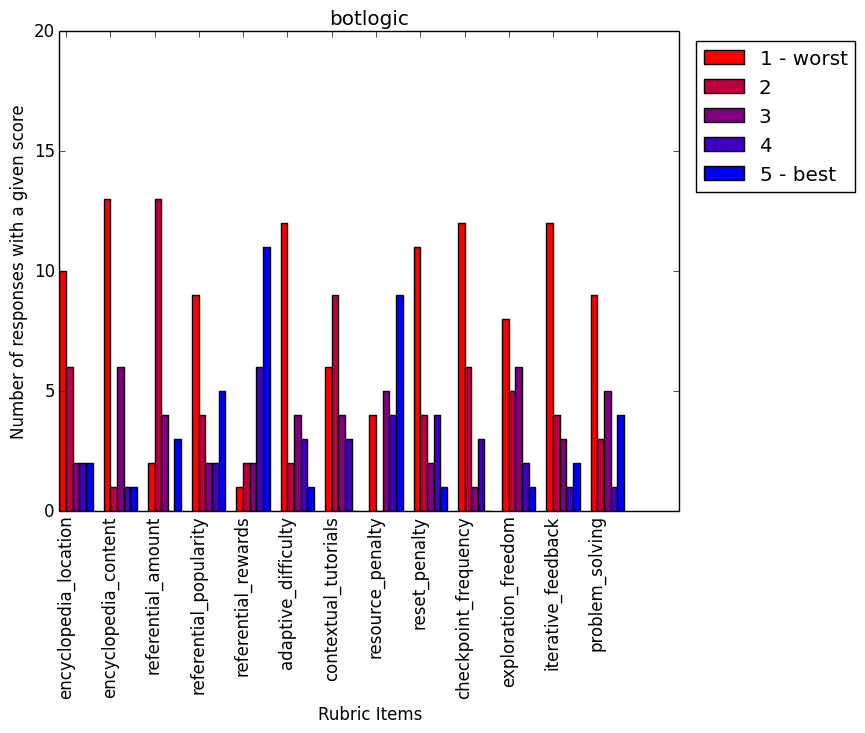 botlogic
20
15
10
5
0
Number of responses with a given score
1 - worst
2
3
4
5 - best
encyclopedia_location
encyclopedia_content
referential_amount
referential_popularity
referential_rewards
adaptive_difficulty
contextual_tutorials
resource_penalty
reset_penalty
checkpoint_frequency
exploration_freedom
iterative_feedback
problem_solving
Rubric Items